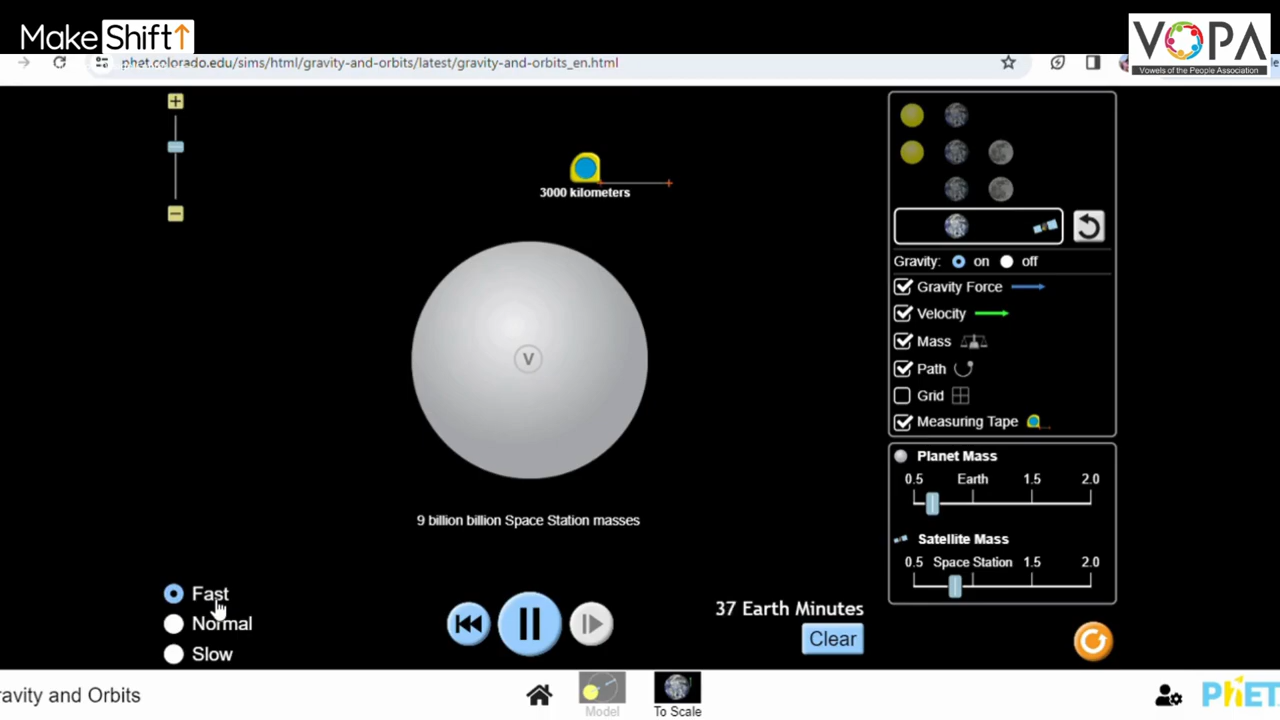 Make Shift↑
VOPA
Vowels of the People Association
phet.colorado.edu/sims/html/gravity-and-orbits/latest/gravity-and-orbits_en.html
3000 kilometers
V
9 billion billion Space Station masses
Gravity: on off
Gravity Force
Velocity
Mass
Path
Grid
Measuring Tape
Planet Mass
0.5 Earth 1.5 2.0
Satellite Mass
0.5 Space Station 1.5 2.0
Fast
Normal
Slow
37 Earth Minutes
Clear
ravity and Orbits
Model
To Scale
PhET